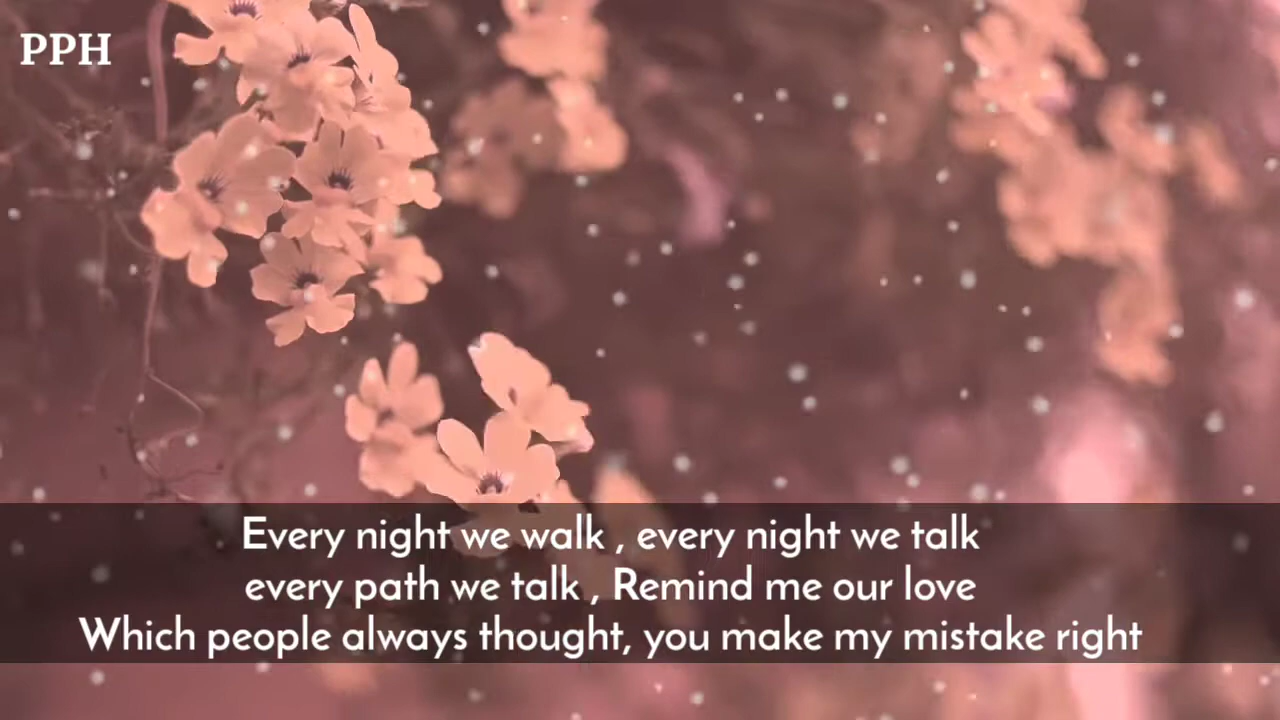 PPH
Every night we walk , every night we talk
every path we talk , Remind me our love
Which people always thought, you make my mistake right